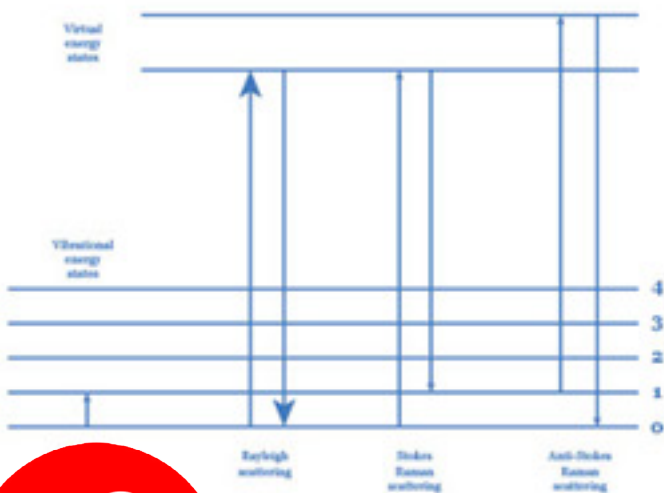 Virtual
energy
states
Vibrational
energy
states
4
3
2
1
0
Rayleigh
scattering
Stokes
Raman
scattering
Anti-Stokes
Raman
scattering